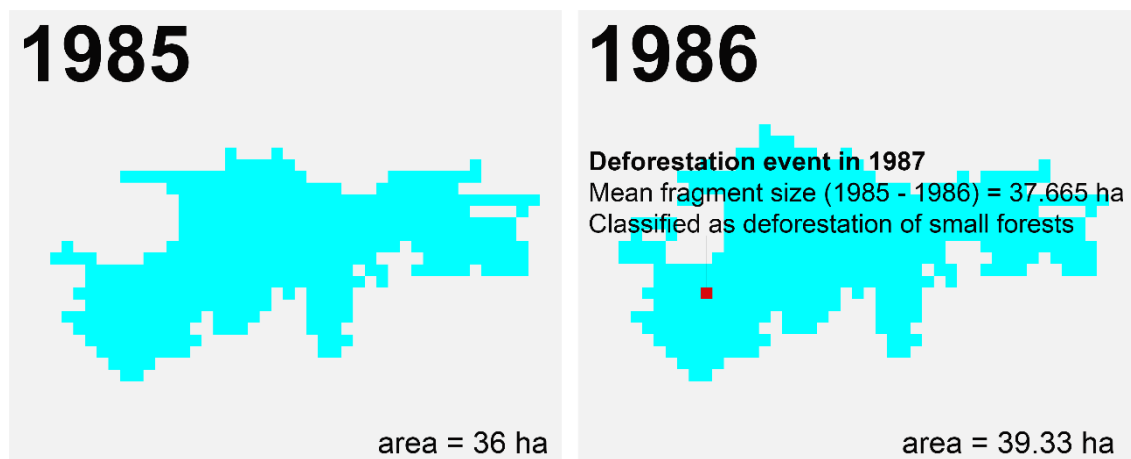 1985
area = 36 ha
1986
Deforestation event in 1987
Mean fragment size (1985 - 1986) = 37.665 ha
Classified as deforestation of small forests
area = 39.33 ha